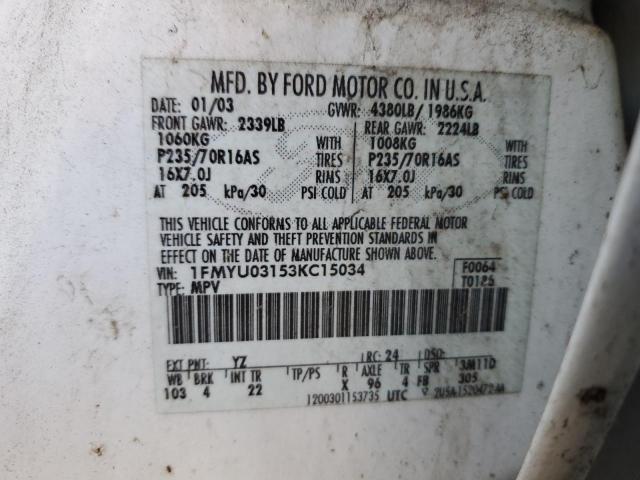 MFD. BY FORD MOTOR CO. IN U.S.A.
DATE: 01/03 GVWR: 4380LB/1986KG
FRONT GAWR: 2339LB REAR GAWR: 2224LB
1060KG WITH 1008KG WITH
P235/70R16AS TIRES P235/70R16AS TIRES
16X7.0J RIMS 16X7.0J RIMS
AT 205 kPa/30 PSI COLD AT 205 kPa/30 PSI COLD
THIS VEHICLE CONFORMS TO ALL APPLICABLE FEDERAL MOTOR
VEHICLE SAFETY AND THEFT PREVENTION STANDARDS IN
EFFECT ON THE DATE OF MANUFACTURE SHOWN ABOVE.
VIN: 1FMYU03153KC15034 F0064
TYPE: MPV
EXT PNT: YZ RC: 24 DSO:
WB BRK INT TR TP/PS R AXLE TR SPR 3M11D
103 4 22 X 96 4 FB 305
1200301153735 UTC